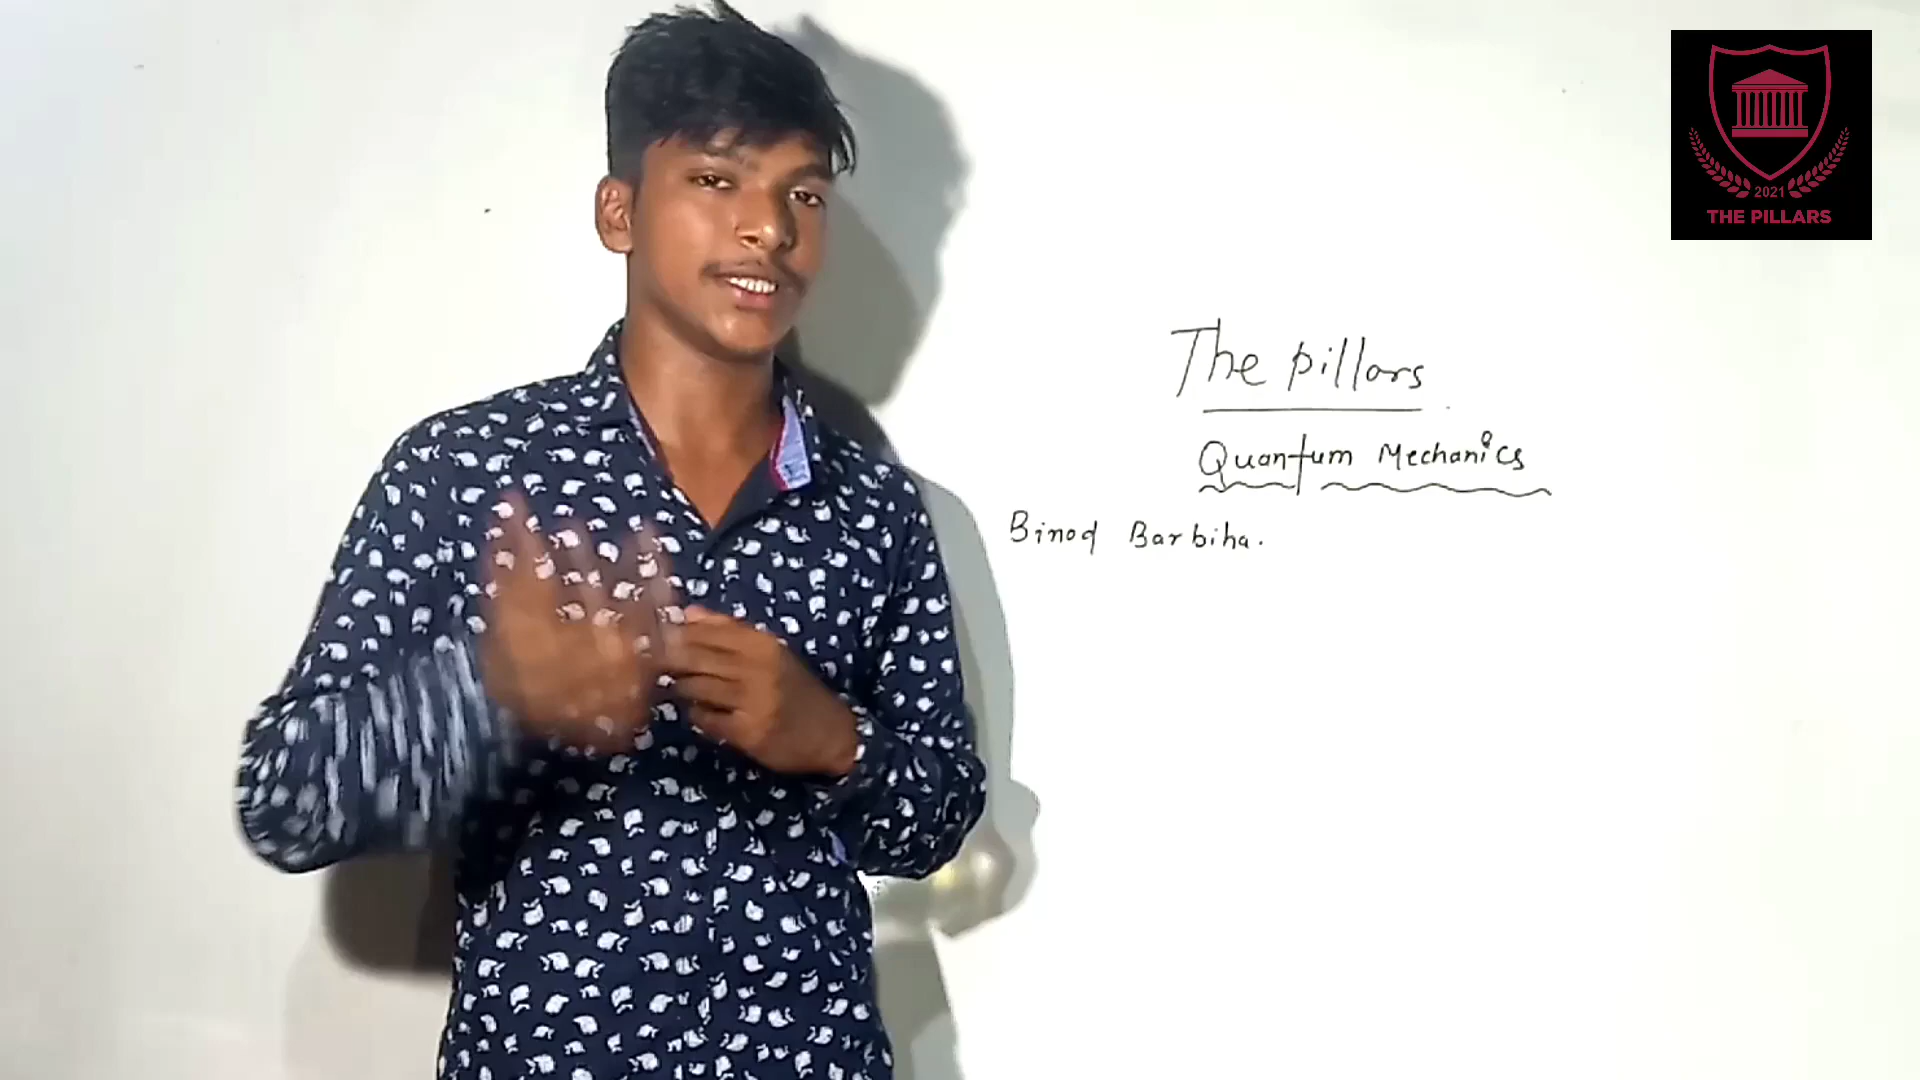 2021
THE PILLARS
The pillars
Quantum Mechanics
Binod Barbiha.